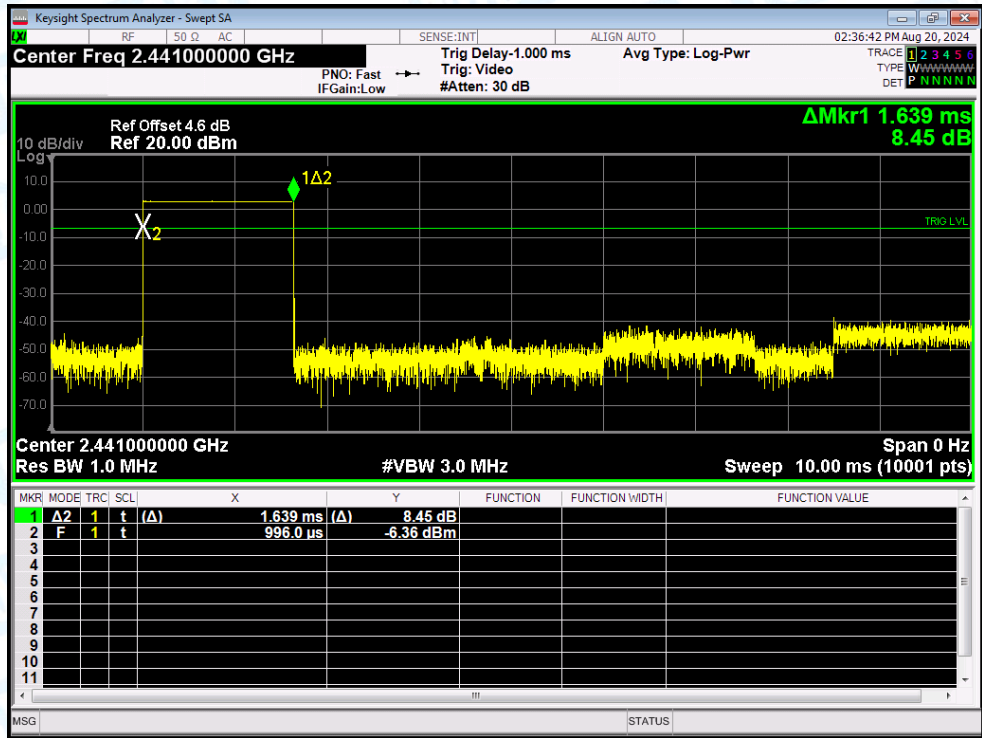 Keysight Spectrum Analyzer - Swept SA
LXI RF 50 Ω AC SENSE:INT ALIGN AUTO 02:36:42 PM Aug 20, 2024
Center Freq 2.441000000 GHz
PNO: Fast
IFGain:Low
Trig Delay-1.000 ms
Trig: Video
#Atten: 30 dB
Avg Type: Log-Pwr
TRACE 1 2 3 4 5 6
TYPE WWWWWW
DET P N N N N N
ΔMkr1 1.639 ms
8.45 dB
Ref Offset 4.6 dB
10 dB/div Ref 20.00 dBm
Log
10.0
0.00
-10.0
-20.0
-30.0
-40.0
-50.0
-60.0
-70.0
1Δ2
X2
TRIG LVL
Center 2.441000000 GHz Span 0 Hz
Res BW 1.0 MHz #VBW 3.0 MHz Sweep 10.00 ms (10001 pts)
MKR MODE TRC SCL X Y FUNCTION FUNCTION WIDTH FUNCTION VALUE
1 Δ2 1 t (Δ) 1.639 ms (Δ) 8.45 dB
2 F 1 t 996.0 µs -6.36 dBm
3
4
5
6
7
8
9
10
11
MSG STATUS